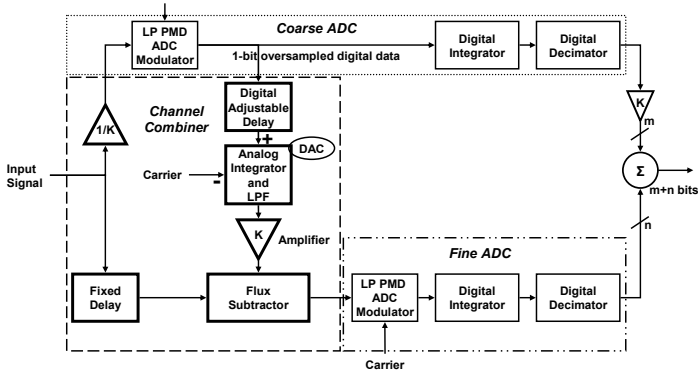 Coarse ADC
LP PMD
ADC
Modulator
1-bit oversampled digital data
Digital
Integrator
Digital
Decimator
K
m
Σ
m+n bits
n
Channel
Combiner
1/K
Digital
Adjustable
Delay
+
DAC
Analog
Integrator
and
LPF
Carrier
-
Input
Signal
K
Amplifier
Fixed
Delay
Flux
Subtractor
Fine ADC
LP PMD
ADC
Modulator
Digital
Integrator
Digital
Decimator
Carrier